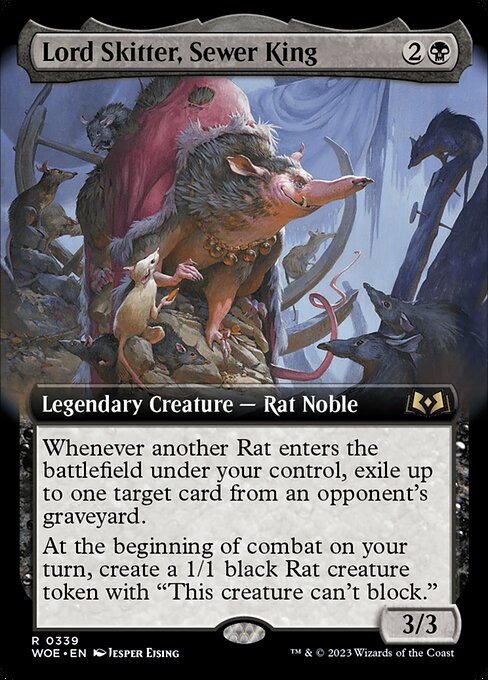 Lord Skitter, Sewer King 2
Legendary Creature — Rat Noble
Whenever another Rat enters the
battlefield under your control, exile up
to one target card from an opponent's
graveyard.
At the beginning of combat on your
turn, create a 1/1 black Rat creature
token with “This creature can't block.”
3/3
R 0339
WOE • EN Jesper Eising
™ & © 2023 Wizards of the Coast